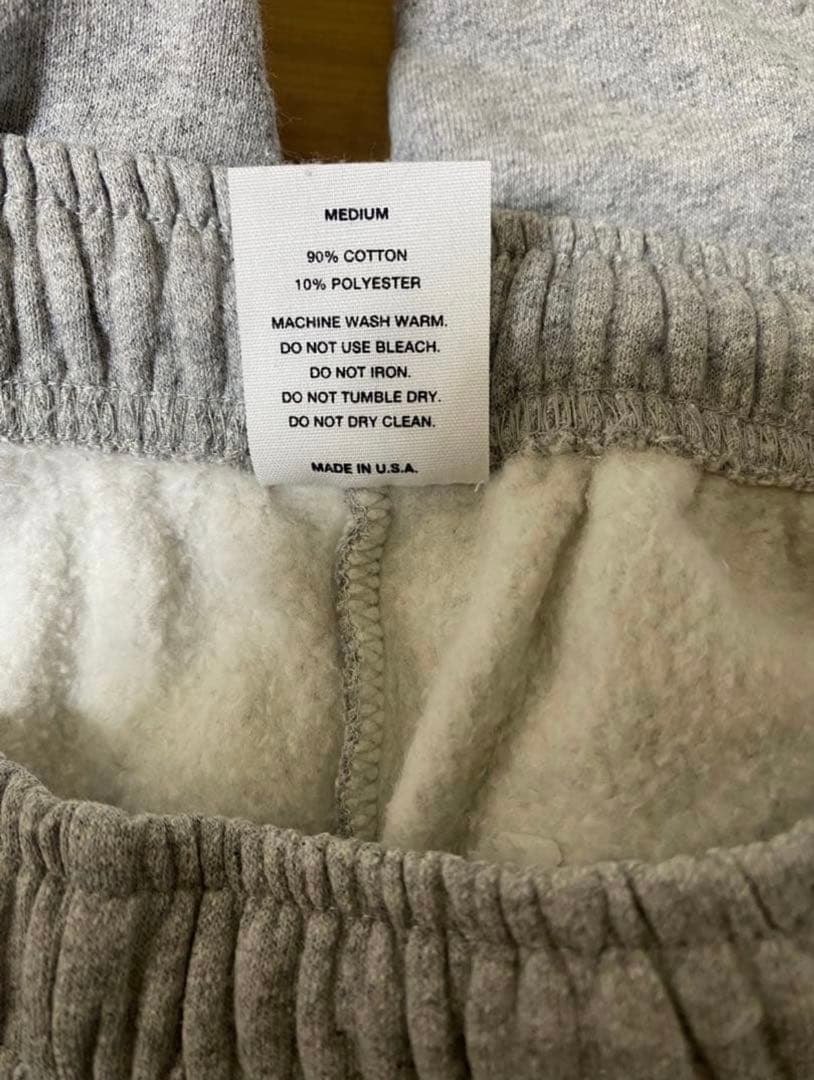 MEDIUM
90% COTTON
10% POLYESTER
MACHINE WASH WARM.
DO NOT USE BLEACH.
DO NOT IRON.
DO NOT TUMBLE DRY.
DO NOT DRY CLEAN.
MADE IN U.S.A.